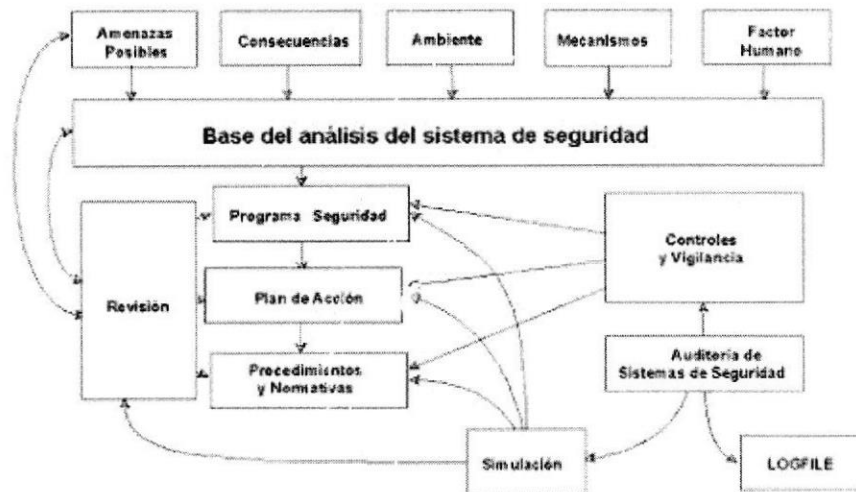 Amenazas
Posibles
Consecuencias
Ambiente
Mecanismos
Factor
Humano
Base del análisis del sistema de seguridad
Programa Seguridad
Controles
y Vigilancia
Plan de Acción
Revisión
Procedimientos
y Normativas
Auditoría de
Sistemas de Seguridad
Simulación
LOGFILE